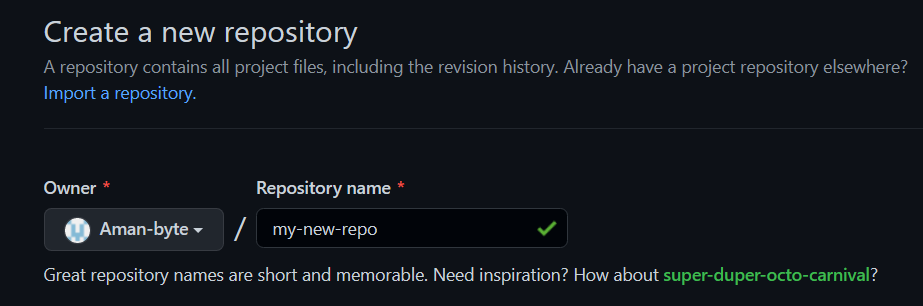 Create a new repository
A repository contains all project files, including the revision history. Already have a project repository elsewhere?
Import a repository.
Owner * Repository name *
Aman-byte / my-new-repo
Great repository names are short and memorable. Need inspiration? How about super-duper-octo-carnival?